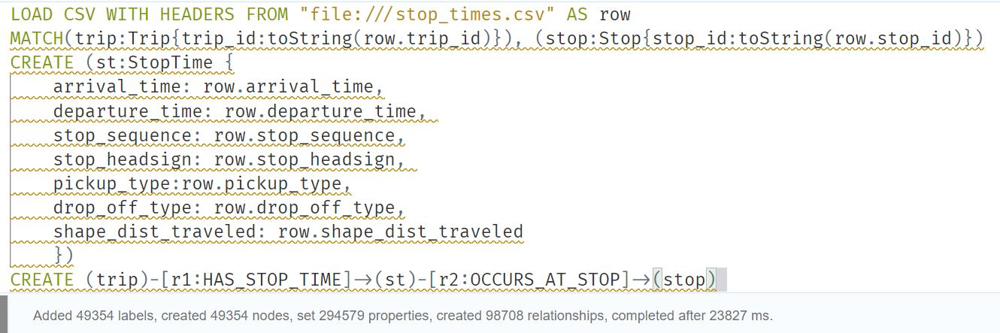 LOAD CSV WITH HEADERS FROM "file:///stop_times.csv" AS row
MATCH(trip:Trip{trip_id:toString(row.trip_id)}), (stop:Stop{stop_id:toString(row.stop_id)})
CREATE (st:StopTime {
arrival_time: row.arrival_time,
departure_time: row.departure_time,
stop_sequence: row.stop_sequence,
stop_headsign: row.stop_headsign,
pickup_type:row.pickup_type,
drop_off_type: row.drop_off_type,
shape_dist_traveled: row.shape_dist_traveled
})
CREATE (trip)-[r1:HAS_STOP_TIME]->(st)-[r2:OCCURS_AT_STOP]->(stop)
Added 49354 labels, created 49354 nodes, set 294579 properties, created 98708 relationships, completed after 23827 ms.